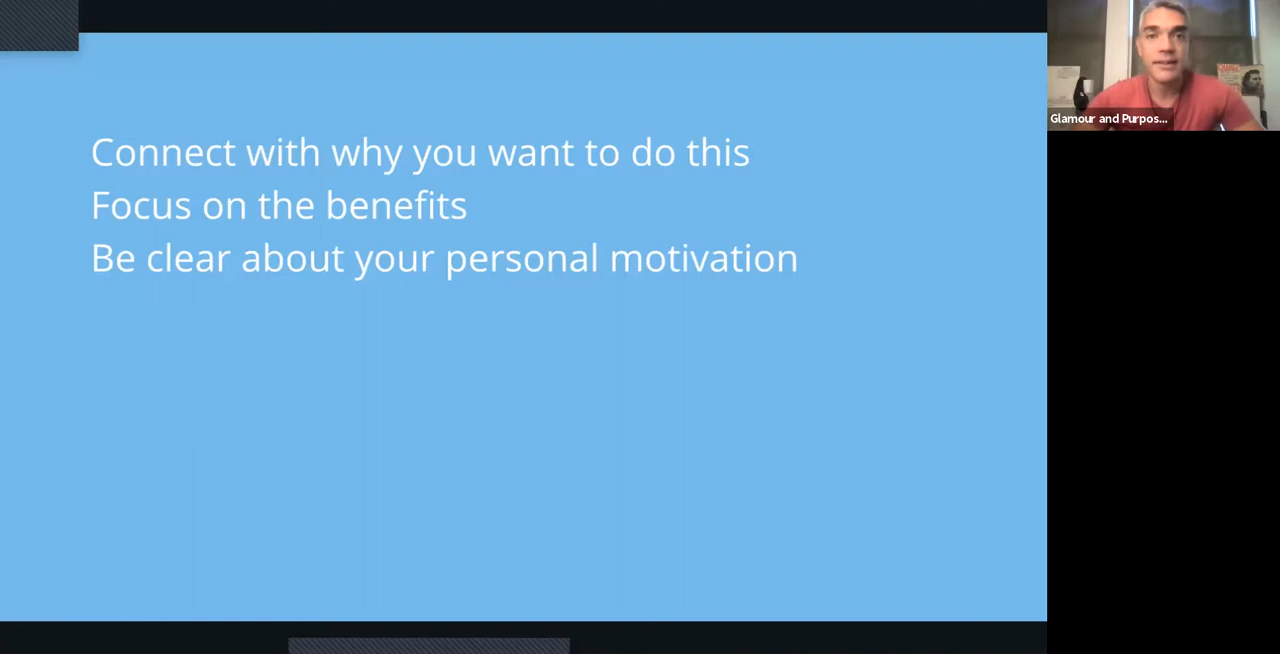 Connect with why you want to do this
Focus on the benefits
Be clear about your personal motivation
Glamour and Purpos...